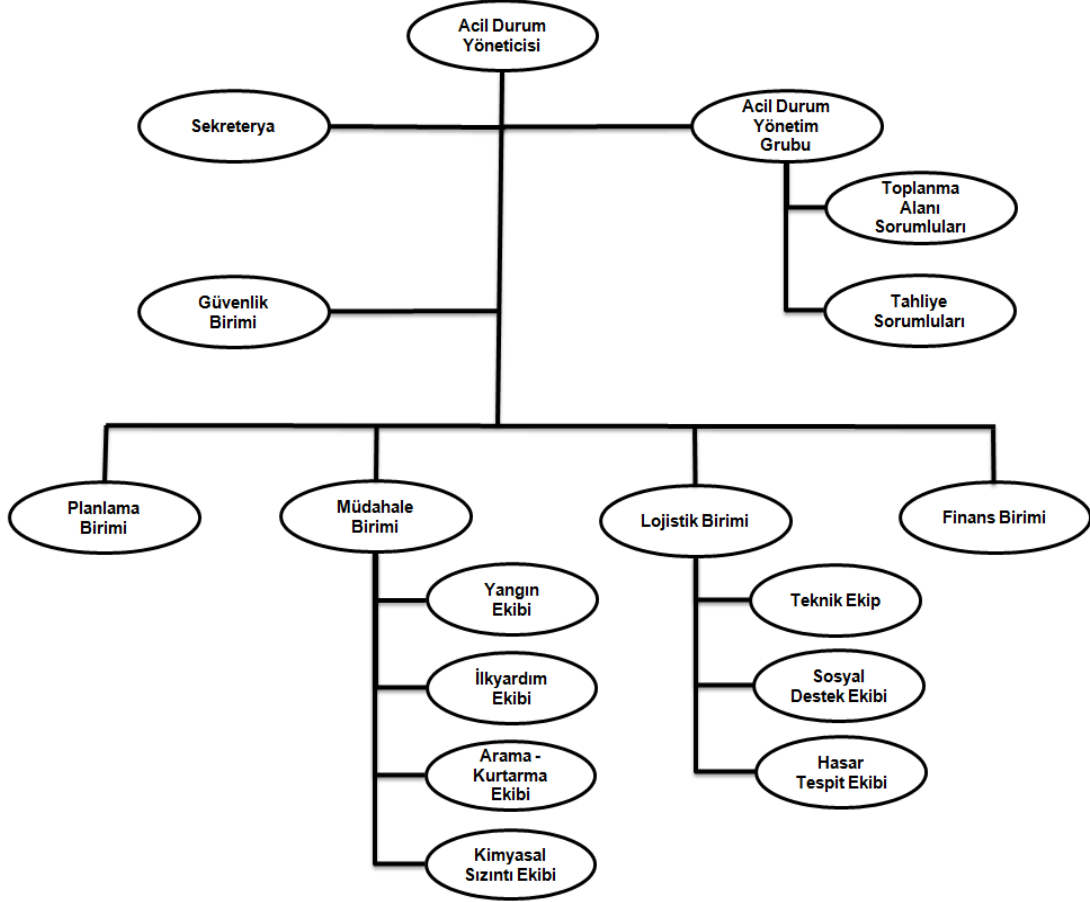 Acil Durum
Yöneticisi
Sekreterya
Acil Durum
Yönetim
Grubu
Toplanma
Alanı
Sorumluları
Güvenlik
Birimi
Tahliye
Sorumluları
Planlama
Birimi
Müdahale
Birimi
Lojistik Birimi
Finans Birimi
Yangın
Ekibi
Teknik Ekip
İlkyardım
Ekibi
Sosyal
Destek Ekibi
Arama -
Kurtarma
Ekibi
Hasar
Tespit Ekibi
Kimyasal
Sızıntı Ekibi